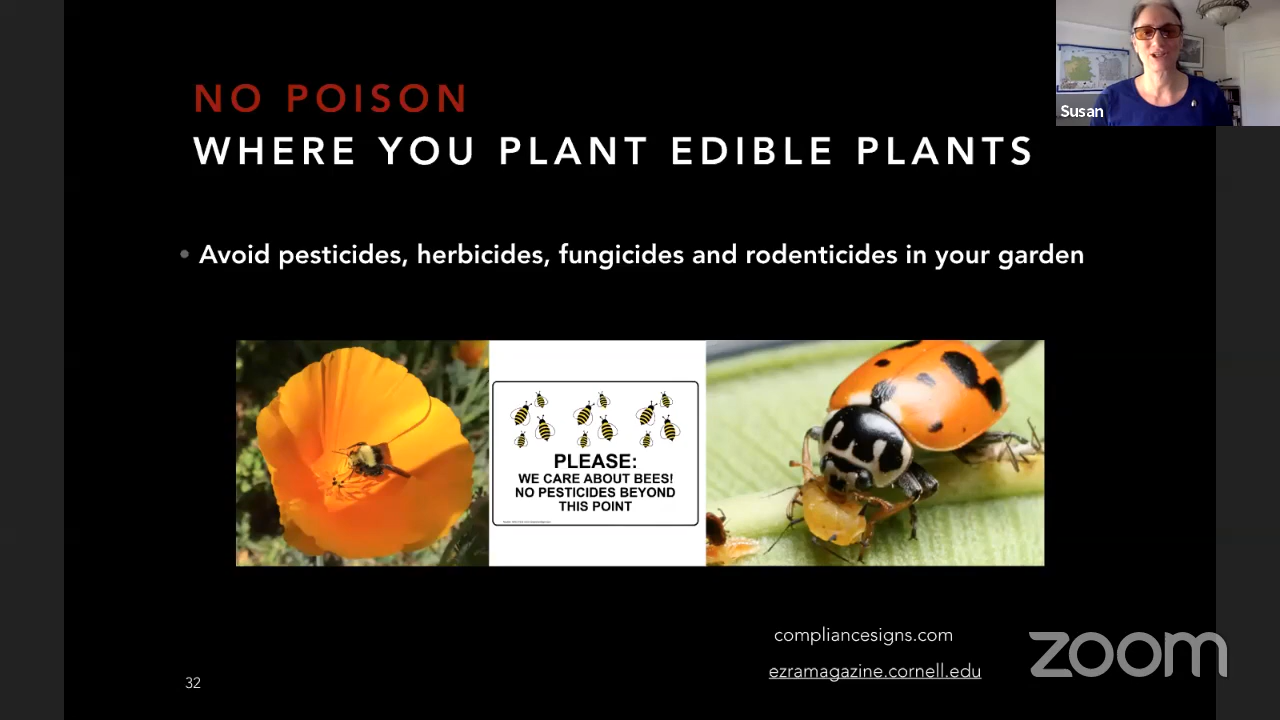 NO POISON
WHERE YOU PLANT EDIBLE PLANTS
Susan
• Avoid pesticides, herbicides, fungicides and rodenticides in your garden
PLEASE:
WE CARE ABOUT BEES!
NO PESTICIDES BEYOND
THIS POINT
compliancesigns.com
ezramagazine.cornell.edu
zoom
32